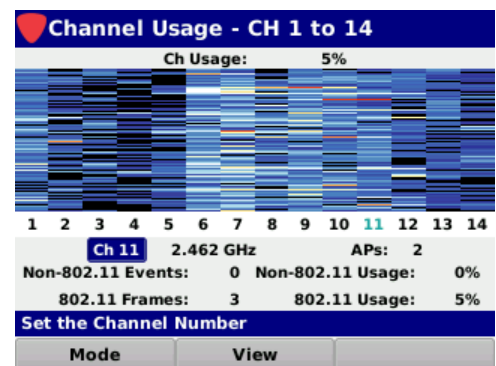 Channel Usage - CH 1 to 14
Ch Usage: 5%
1 2 3 4 5 6 7 8 9 10 11 12 13 14
Ch 11 2.462 GHz APs: 2
Non-802.11 Events: 0 Non-802.11 Usage: 0%
802.11 Frames: 3 802.11 Usage: 5%
Set the Channel Number
Mode View